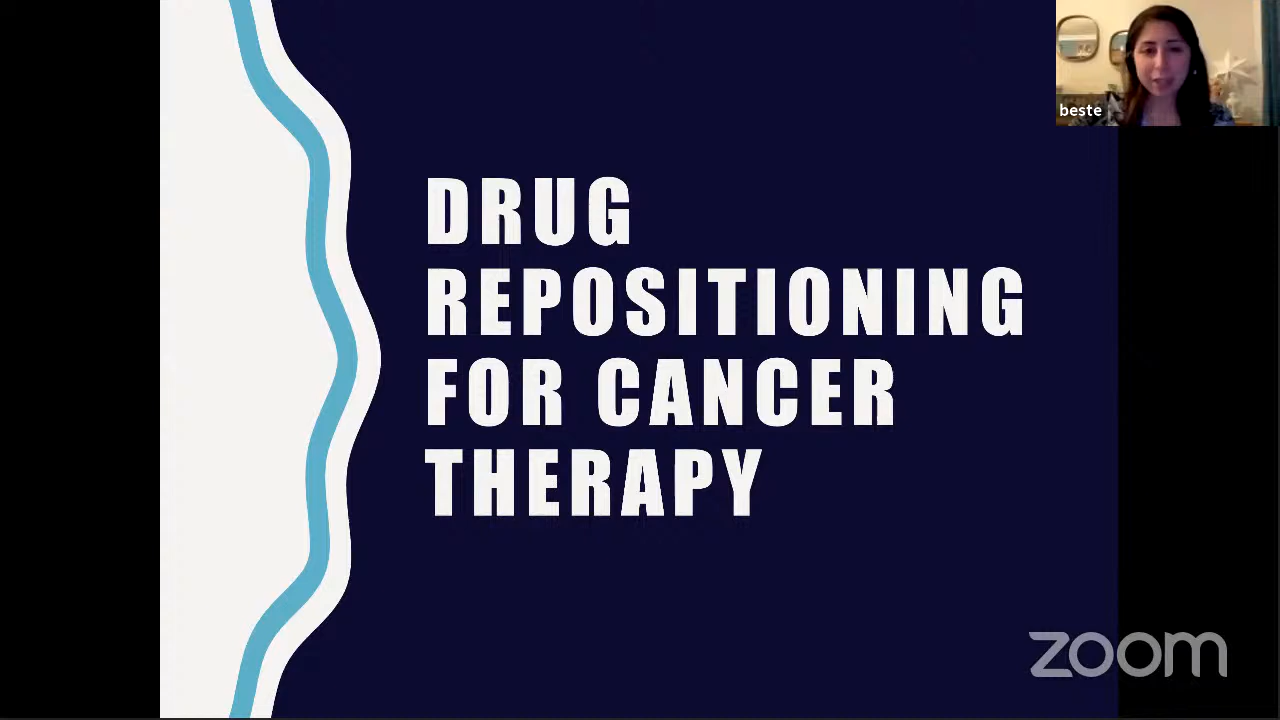 DRUG
REPOSITIONING
FOR CANCER
THERAPY
beste
zoom